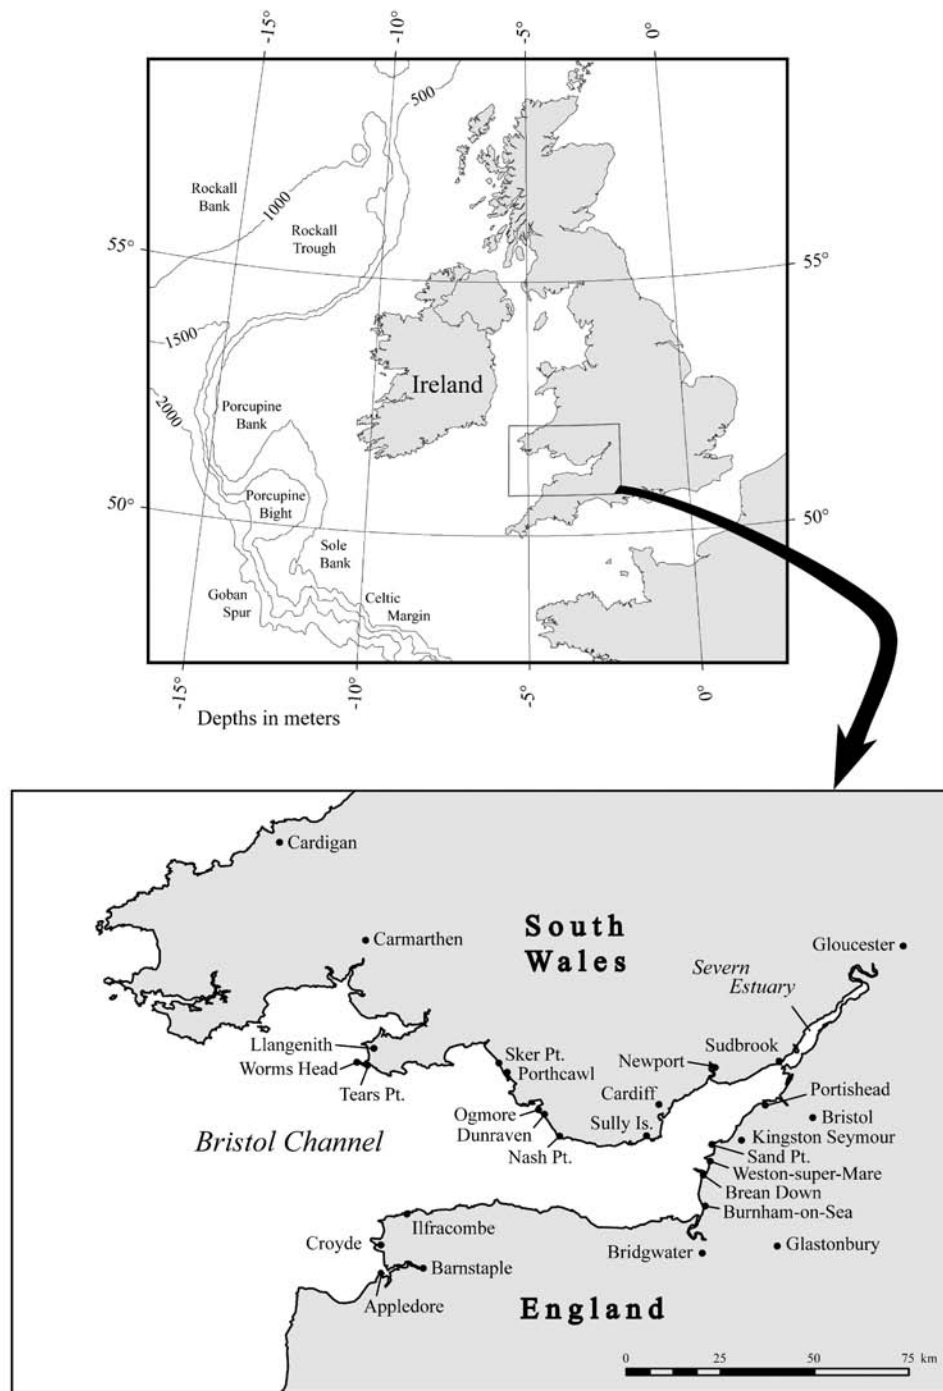 -15°
-10°
-5°
0°
500
Rockall
Bank
1000
Rockall
Trough
55°
55°
1500
2000
Ireland
Porcupine
Bank
Porcupine
Bight
50°
50°
Sole
Bank
Goban
Spur
Celtic
Margin
-15°
-10°
-5°
0°
Depths in meters
Cardigan
South
Wales
Carmarthen
Gloucester
Severn
Estuary
Llangenith
Worms Head
Tears Pt.
Sker Pt.
Porthcawl
Newport
Sudbrook
Cardiff
Portishead
Ogmore
Dunraven
Sully Is.
Bristol
Bristol Channel
Nash Pt.
Kingston Seymour
Sand Pt.
Weston-super-Mare
Brean Down
Burnham-on-Sea
Ilfracombe
Croyde
Bridgwater
Glastonbury
Barnstaple
Appledore
England
0 25 50 75 km